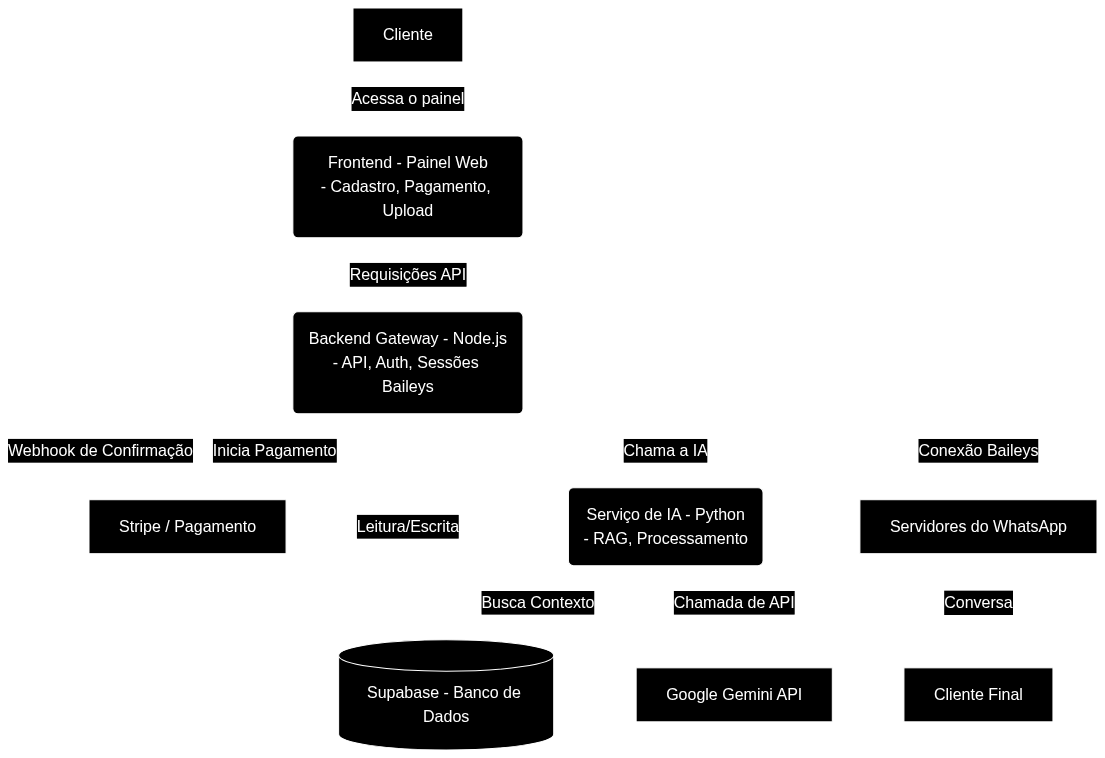 Cliente
Acessa o painel
Frontend - Painel Web
- Cadastro, Pagamento,
Upload
Requisições API
Backend Gateway - Node.js
- API, Auth, Sessões
Baileys
Webhook de Confirmação
Inicia Pagamento
Chama a IA
Conexão Baileys
Stripe / Pagamento
Leitura/Escrita
Serviço de IA - Python
- RAG, Processamento
Servidores do WhatsApp
Busca Contexto
Chamada de API
Conversa
Supabase - Banco de
Dados
Google Gemini API
Cliente Final